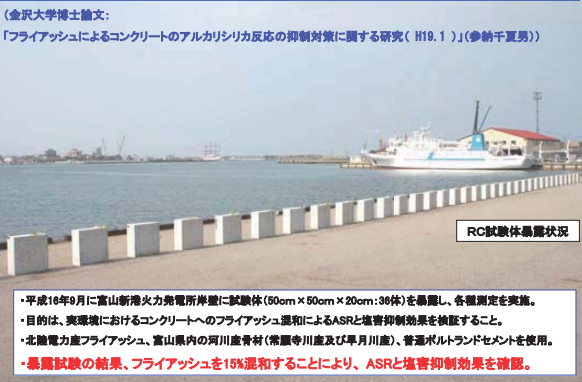 （金沢大学博士論文：
「フライアッシュによるコンクリートのアルカリシリカ反応の抑制対策に関する研究（ H19.1 ）」（参納千夏男））
RC試験体暴露状況
・平成16年9月に富山新港火力発電所岸壁に試験体（50cm×50cm×20cm：36体）を暴露し、各種測定を実施。
・目的は、実環境におけるコンクリートへのフライアッシュ混和によるASRと塩害抑制効果を検証すること。
・北陸電力産フライアッシュ、富山県内の河川産骨材（常願寺川産及び早月川産）、普通ポルトランドセメントを使用。
・暴露試験の結果、フライアッシュを15%混和することにより、 ASRと塩害抑制効果を確認。